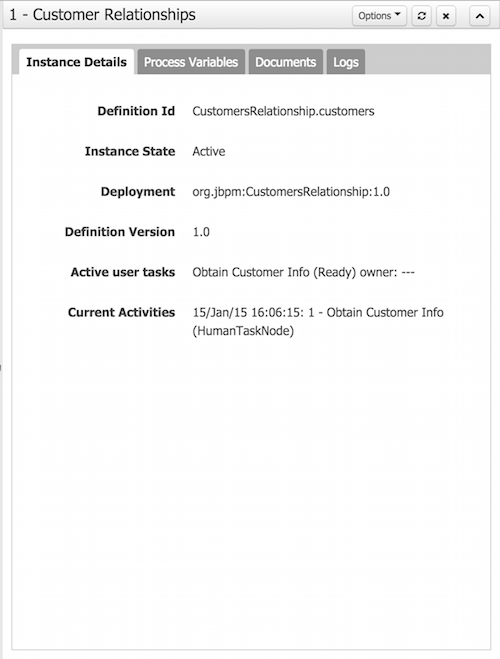 1 - Customer Relationships
Options
Instance Details Process Variables Documents Logs
Definition Id CustomersRelationship.customers
Instance State Active
Deployment org.jbpm:CustomersRelationship:1.0
Definition Version 1.0
Active user tasks Obtain Customer Info (Ready) owner: ---
Current Activities 15/Jan/15 16:06:15: 1 - Obtain Customer Info
(HumanTaskNode)